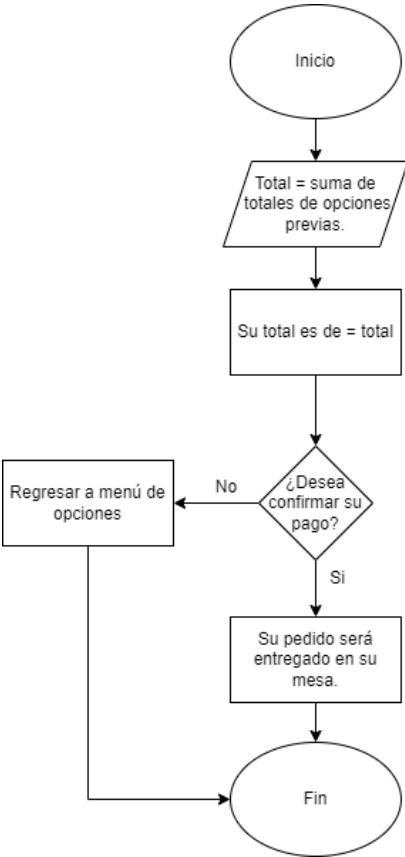 Inicio
Total = suma de
totales de opciones
previas.
Su total es de = total
¿Desea
confirmar su
pago?
No
Regresar a menú de
opciones
Si
Su pedido será
entregado en su
mesa.
Fin